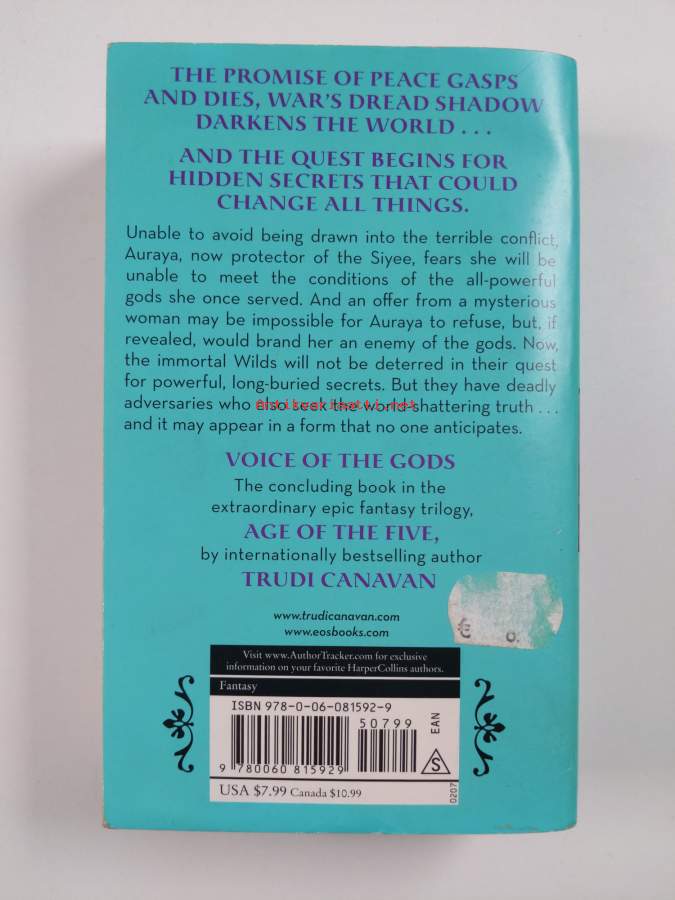 THE PROMISE OF PEACE GASPS
AND DIES, WAR'S DREAD SHADOW
DARKENS THE WORLD . . .
AND THE QUEST BEGINS FOR
HIDDEN SECRETS THAT COULD
CHANGE ALL THINGS.
Unable to avoid being drawn into the terrible conflict,
Auraya, now protector of the Siyee, fears she will be
unable to meet the conditions of the all-powerful
gods she once served. And an offer from a mysterious
woman may be impossible for Auraya to refuse, but, if
revealed, would brand her an enemy of the gods. Now,
the immortal Wilds will not be deterred in their quest
for powerful, long-buried secrets. But they have deadly
adversaries who also seek the world-shattering truth . . .
antikvariaatti.net
and it may appear in a form that no one anticipates.
VOICE OF THE GODS
The concluding book in the
extraordinary epic fantasy trilogy,
AGE OF THE FIVE,
by internationally bestselling author
TRUDI CANAVAN
www.trudicanavan.com
www.eosbooks.com
Visit www.AuthorTracker.com for exclusive
information on your favorite HarperCollins authors.
Fantasy
ISBN 978-0-06-081592-9
50799
EAN
9 780060 815929
S
USA $7.99 Canada $10.99
0207